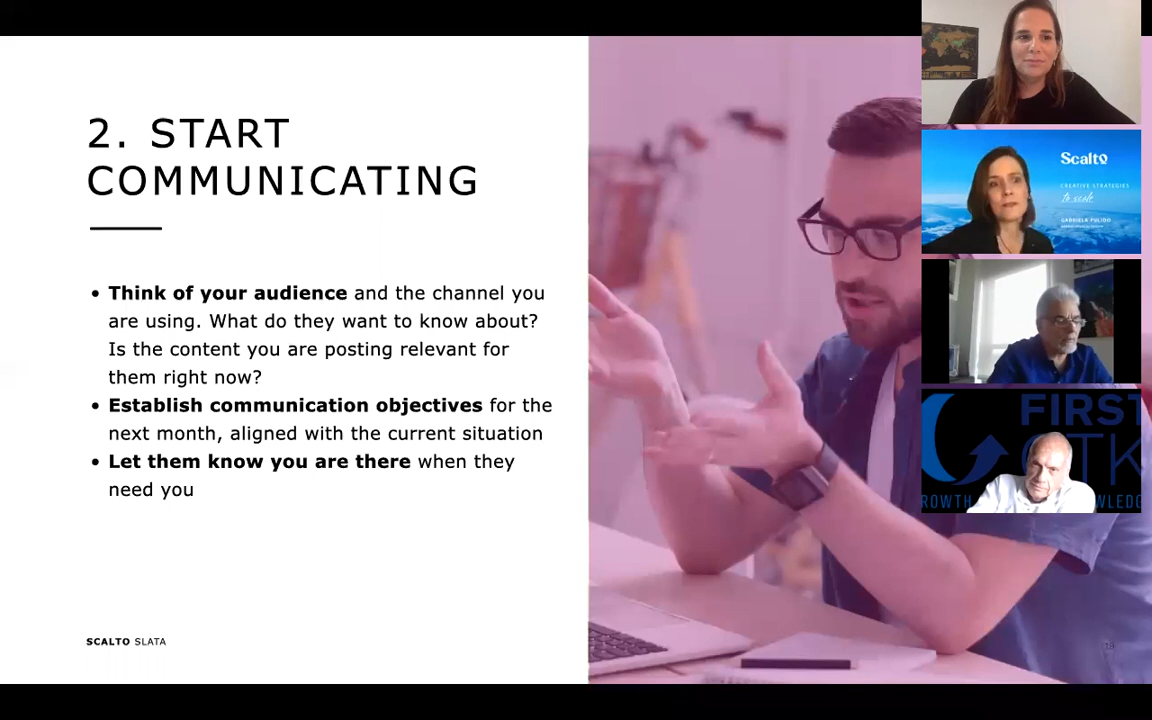 2. START
COMMUNICATING
• Think of your audience and the channel you
are using. What do they want to know about?
Is the content you are posting relevant for
them right now?
• Establish communication objectives for the
next month, aligned with the current situation
• Let them know you are there when they
need you
SCALTO SLATA
18
Scalto
CREATIVE STRATEGIES
to scale
GABRIELA PULIDO
FIRST